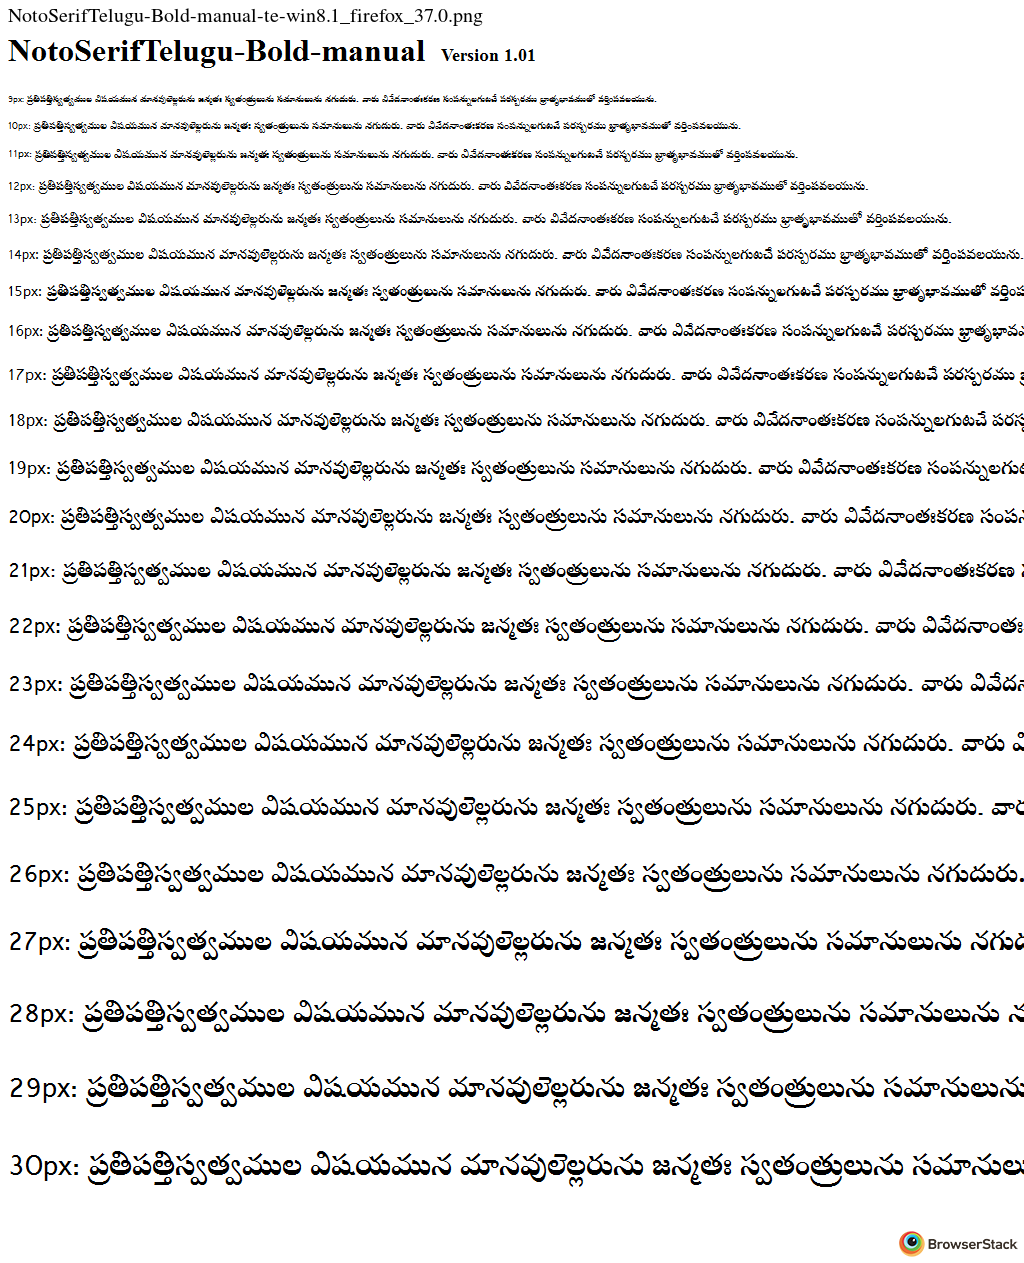 NotoSerifTelugu-Bold-manual-te-win8.1_firefox_37.0.png
NotoSerifTelugu-Bold-manual Version 1.01
9px: ప్రతిపత్తిస్వత్వముల విషయమున మానవులెల్లరును జన్మతః స్వతంత్రులును సమానులును నగుదురు. వారు వివేదనాంతఃకరణ సంపన్నులగుటచే పరస్పరము భ్రాతృభావముతో వర్తింపవలయును.
10px: ప్రతిపత్తిస్వత్వముల విషయమున మానవులెల్లరును జన్మతః స్వతంత్రులును సమానులును నగుదురు. వారు వివేదనాంతఃకరణ సంపన్నులగుటచే పరస్పరము భ్రాతృభావముతో వర్తింపవలయును.
11px: ప్రతిపత్తిస్వత్వముల విషయమున మానవులెల్లరును జన్మతః స్వతంత్రులును సమానులును నగుదురు. వారు వివేదనాంతఃకరణ సంపన్నులగుటచే పరస్పరము భ్రాతృభావముతో వర్తింపవలయును.
12px: ప్రతిపత్తిస్వత్వముల విషయమున మానవులెల్లరును జన్మతః స్వతంత్రులును సమానులును నగుదురు. వారు వివేదనాంతఃకరణ సంపన్నులగుటచే పరస్పరము భ్రాతృభావముతో వర్తింపవలయును.
13px: ప్రతిపత్తిస్వత్వముల విషయమున మానవులెల్లరును జన్మతః స్వతంత్రులును సమానులును నగుదురు. వారు వివేదనాంతఃకరణ సంపన్నులగుటచే పరస్పరము భ్రాతృభావముతో వర్తింపవలయును.
14px: ప్రతిపత్తిస్వత్వముల విషయమున మానవులెల్లరును జన్మతః స్వతంత్రులును సమానులును నగుదురు. వారు వివేదనాంతఃకరణ సంపన్నులగుటచే పరస్పరము భ్రాతృభావముతో వర్తింపవలయును.
15px: ప్రతిపత్తిస్వత్వముల విషయమున మానవులెల్లరును జన్మతః స్వతంత్రులును సమానులును నగుదురు. వారు వివేదనాంతఃకరణ సంపన్నులగుటచే పరస్పరము భ్రాతృభావముతో వర్తింప
16px: ప్రతిపత్తిస్వత్వముల విషయమున మానవులెల్లరును జన్మతః స్వతంత్రులును సమానులును నగుదురు. వారు వివేదనాంతఃకరణ సంపన్నులగుటచే పరస్పరము భ్రాతృభావ
17px: ప్రతిపత్తిస్వత్వముల విషయమున మానవులెల్లరును జన్మతః స్వతంత్రులును సమానులును నగుదురు. వారు వివేదనాంతఃకరణ సంపన్నులగుటచే పరస్పరము
18px: ప్రతిపత్తిస్వత్వముల విషయమున మానవులెల్లరును జన్మతః స్వతంత్రులును సమానులును నగుదురు. వారు వివేదనాంతఃకరణ సంపన్నులగుటచే పరస్ప
19px: ప్రతిపత్తిస్వత్వముల విషయమున మానవులెల్లరును జన్మతః స్వతంత్రులును సమానులును నగుదురు. వారు వివేదనాంతఃకరణ సంపన్నులగుట
20px: ప్రతిపత్తిస్వత్వముల విషయమున మానవులెల్లరును జన్మతః స్వతంత్రులును సమానులును నగుదురు. వారు వివేదనాంతఃకరణ సంప
21px: ప్రతిపత్తిస్వత్వముల విషయమున మానవులెల్లరును జన్మతః స్వతంత్రులును సమానులును నగుదురు. వారు వివేదనాంతఃకరణ
22px: ప్రతిపత్తిస్వత్వముల విషయమున మానవులెల్లరును జన్మతః స్వతంత్రులును సమానులును నగుదురు. వారు వివేదనాంతః
23px: ప్రతిపత్తిస్వత్వముల విషయమున మానవులెల్లరును జన్మతః స్వతంత్రులును సమానులును నగుదురు. వారు వివేదన
24px: ప్రతిపత్తిస్వత్వముల విషయమున మానవులెల్లరును జన్మతః స్వతంత్రులును సమానులును నగుదురు. వారు వి
25px: ప్రతిపత్తిస్వత్వముల విషయమున మానవులెల్లరును జన్మతః స్వతంత్రులును సమానులును నగుదురు. వార
26px: ప్రతిపత్తిస్వత్వముల విషయమున మానవులెల్లరును జన్మతః స్వతంత్రులును సమానులును నగుదురు.
27px: ప్రతిపత్తిస్వత్వముల విషయమున మానవులెల్లరును జన్మతః స్వతంత్రులును సమానులును నగుద
28px: ప్రతిపత్తిస్వత్వముల విషయమున మానవులెల్లరును జన్మతః స్వతంత్రులును సమానులును న
29px: ప్రతిపత్తిస్వత్వముల విషయమున మానవులెల్లరును జన్మతః స్వతంత్రులును సమానులును
30px: ప్రతిపత్తిస్వత్వముల విషయమున మానవులెల్లరును జన్మతః స్వతంత్రులును సమానులు
BrowserStack